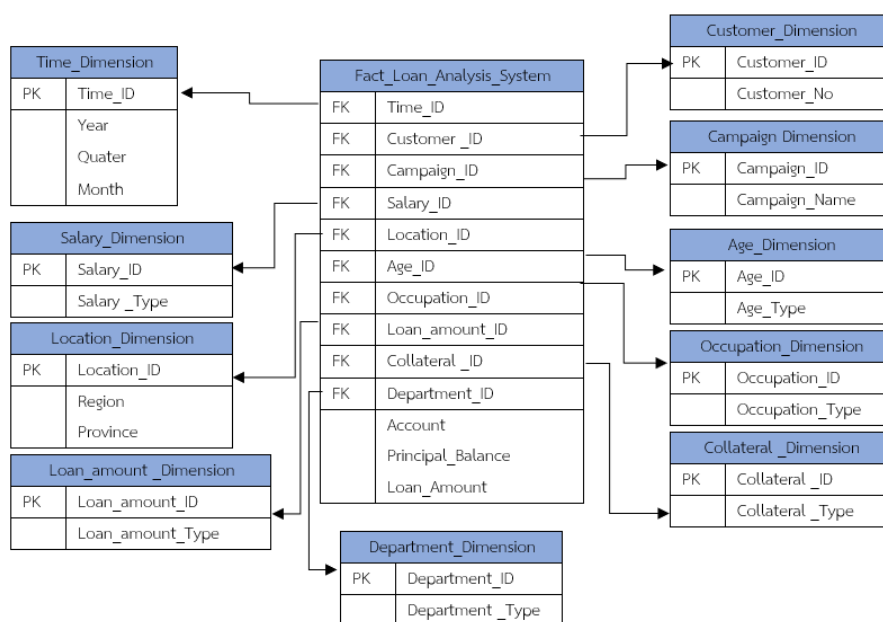 Time_Dimension
PK Time_ID
Year
Quater
Month
Salary_Dimension
PK Salary_ID
Salary _Type
Location_Dimension
PK Location_ID
Region
Province
Loan_amount _Dimension
PK Loan_amount_ID
Loan_amount_Type
Fact_Loan_Analysis_System
FK Time_ID
FK Customer _ID
FK Campaign_ID
FK Salary_ID
FK Location_ID
FK Age_ID
FK Occupation_ID
FK Loan_amount_ID
FK Collateral _ID
FK Department_ID
Account
Principal_Balance
Loan_Amount
Department_Dimension
PK Department_ID
Department _Type
Customer_Dimension
PK Customer_ID
Customer_No
Campaign Dimension
PK Campaign_ID
Campaign_Name
Age_Dimension
PK Age_ID
Age_Type
Occupation_Dimension
PK Occupation_ID
Occupation_Type
Collateral _Dimension
PK Collateral _ID
Collateral _Type